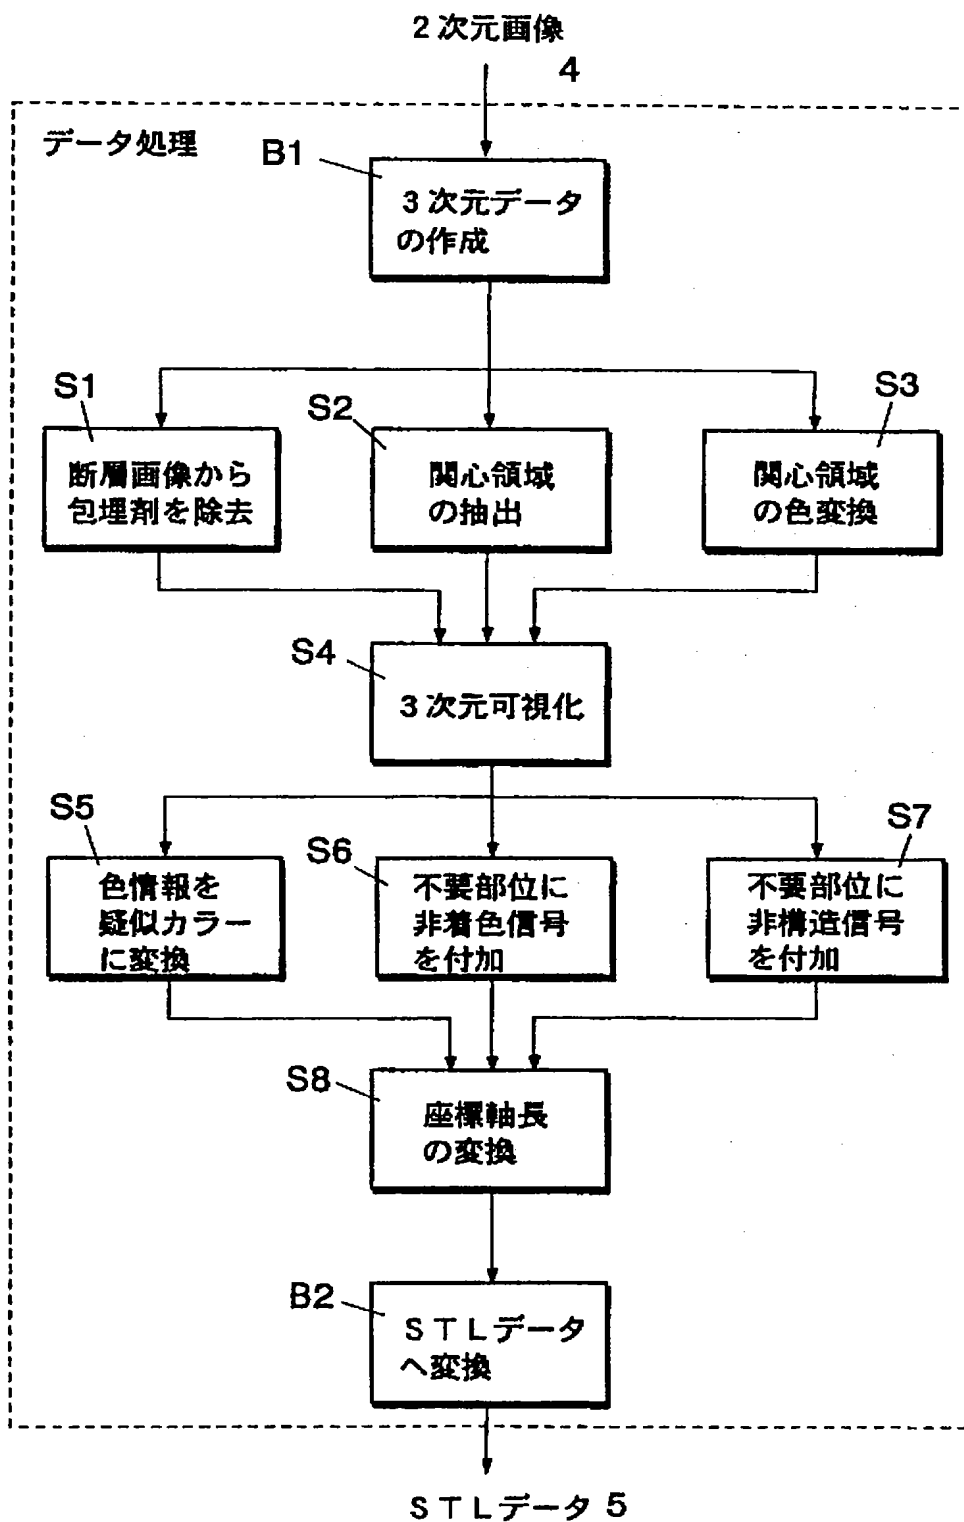 2次元画像
4
データ処理
B1
3次元データ
の作成
S1
断層画像から
包埋剤を除去
S2
関心領域
の抽出
S3
関心領域
の色変換
S4
3次元可視化
S5
色情報を
疑似カラー
に変換
S6
不要部位に
非着色信号
を付加
S7
不要部位に
非構造信号
を付加
S8
座標軸長
の変換
B2
STLデータ
へ変換
STLデータ 5